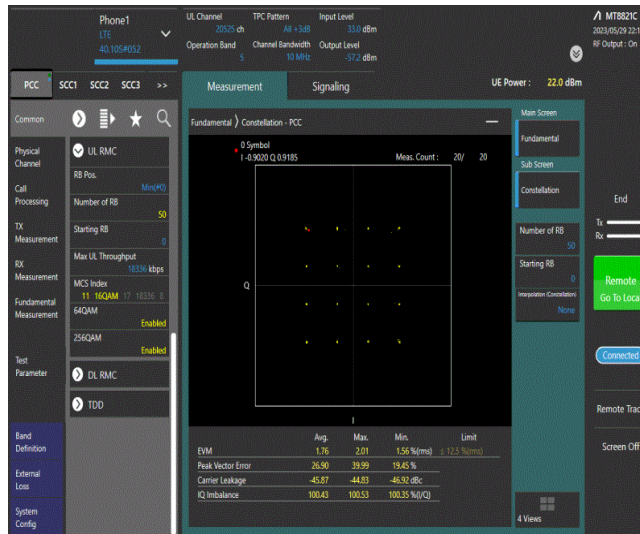 Phone1
LTE
40.10S#052
UL Channel TPC Pattern Input Level
20525 ch All +3dB 33.0 dBm
Operation Band Channel Bandwidth Output Level
5 10 MHz -57.2 dBm
MT8821C
2023/05/29 22:1
RF Output : On
PCC SCC1 SCC2 SCC3 >>
Measurement Signaling
UE Power : 22.0 dBm
Common
Physical
Channel
Call
Processing
TX
Measurement
RX
Measurement
Fundamental
Measurement
Test
Parameter
Band
Definition
External
Loss
System
Config
UL RMC
RB Pos.
Min(#0)
Number of RB
50
Starting RB
0
Max UL Throughput
18336 kbps
MCS Index
11 16QAM 17 18336 8
64QAM
Enabled
256QAM
Enabled
DL RMC
TDD
Fundamental Constellation - PCC
0 Symbol
I -0.9020 Q 0.9185 Meas. Count : 20/ 20
Q
I
Avg. Max. Min. Limit
EVM 1.76 2.01 1.56 %(rms) ≤ 12.5 %(rms)
Peak Vector Error 26.90 39.99 19.45 %
Carrier Leakage -45.87 -44.83 -46.92 dBc
IQ Imbalance 100.43 100.53 100.35 %(I/Q)
Main Screen
Fundamental
Sub Screen
Constellation
Number of RB
50
Starting RB
0
Interpolation (Constellation)
None
4 Views
End
Tx
Rx
Remote
Go To Loca
Connected
Remote Trac
Screen Off